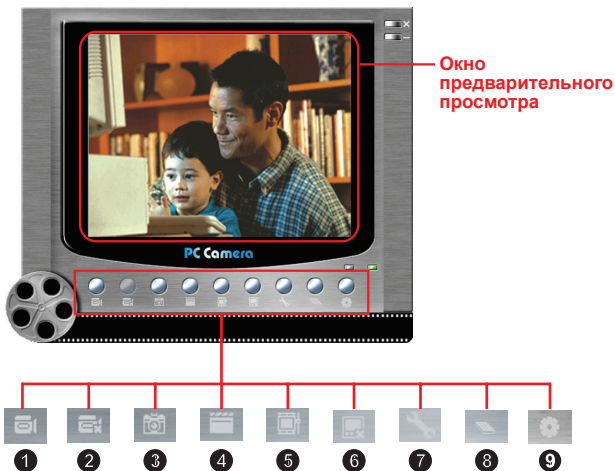 Окно
предварительного
просмотра
PC Camera
1 2 3 4 5 6 7 8 9